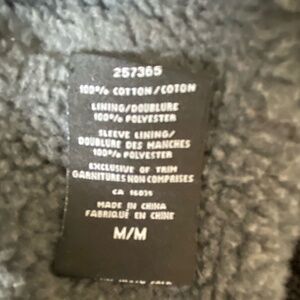 257365
100% COTTON/COTON
LINING/DOUBLURE
100% POLYESTER
SLEEVE LINING/
DOUBLURE DES MANCHES
100% POLYESTER
EXCLUSIVE OF TRIM
GARNITURES NON COMPRISES
CA 16035
MADE IN CHINA
FABRIQUÉ EN CHINE
M/M